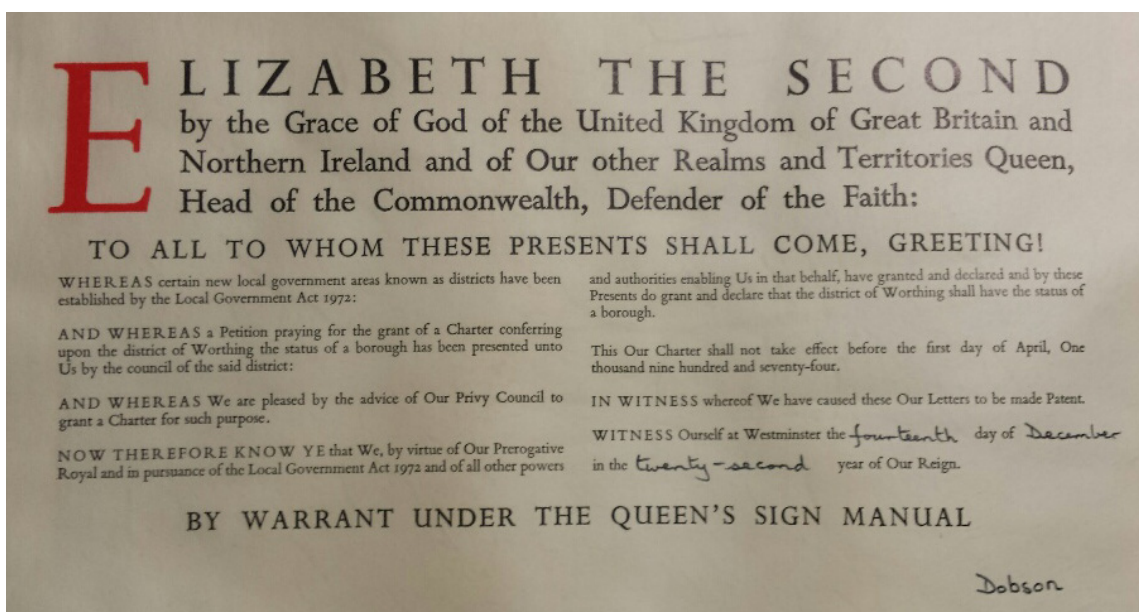 ELIZABETH THE SECOND
by the Grace of God of the United Kingdom of Great Britain and
Northern Ireland and of Our other Realms and Territories Queen,
Head of the Commonwealth, Defender of the Faith:
TO ALL TO WHOM THESE PRESENTS SHALL COME, GREETING!
WHEREAS certain new local government areas known as districts have been
established by the Local Government Act 1972:
AND WHEREAS a Petition praying for the grant of a Charter conferring
upon the district of Worthing the status of a borough has been presented unto
Us by the council of the said district:
AND WHEREAS We are pleased by the advice of Our Privy Council to
grant a Charter for such purpose.
NOW THEREFORE KNOW YE that We, by virtue of Our Prerogative
Royal and in pursuance of the Local Government Act 1972 and of all other powers
and authorities enabling Us in that behalf, have granted and declared and by these
Presents do grant and declare that the district of Worthing shall have the status of
a borough.
This Our Charter shall not take effect before the first day of April, One
thousand nine hundred and seventy-four.
IN WITNESS whereof We have caused these Our Letters to be made Patent.
WITNESS Ourself at Westminster the fourteenth day of December
in the twenty-second year of Our Reign.
BY WARRANT UNDER THE QUEEN'S SIGN MANUAL
Dobson